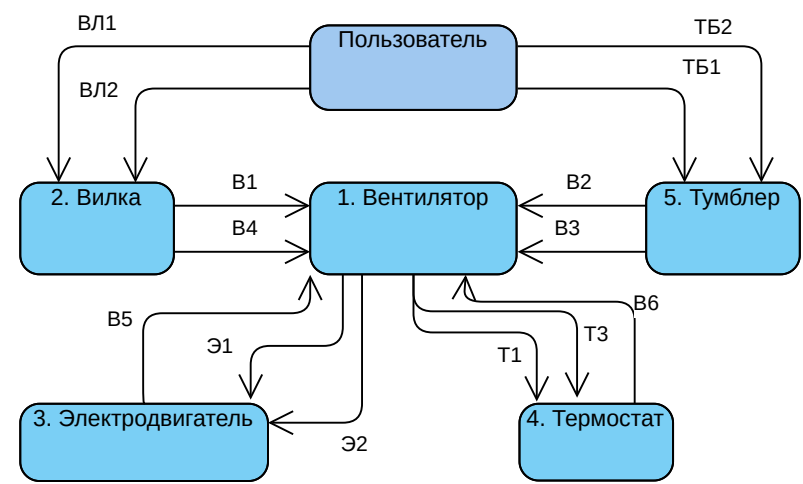 ВЛ1
Пользователь
ТБ2
ВЛ2
ТБ1
2. Вилка
В1
1. Вентилятор
В2
5. Тумблер
В4
В3
В5
Э1
Т1
Т3
В6
3. Электродвигатель
Э2
4. Термостат